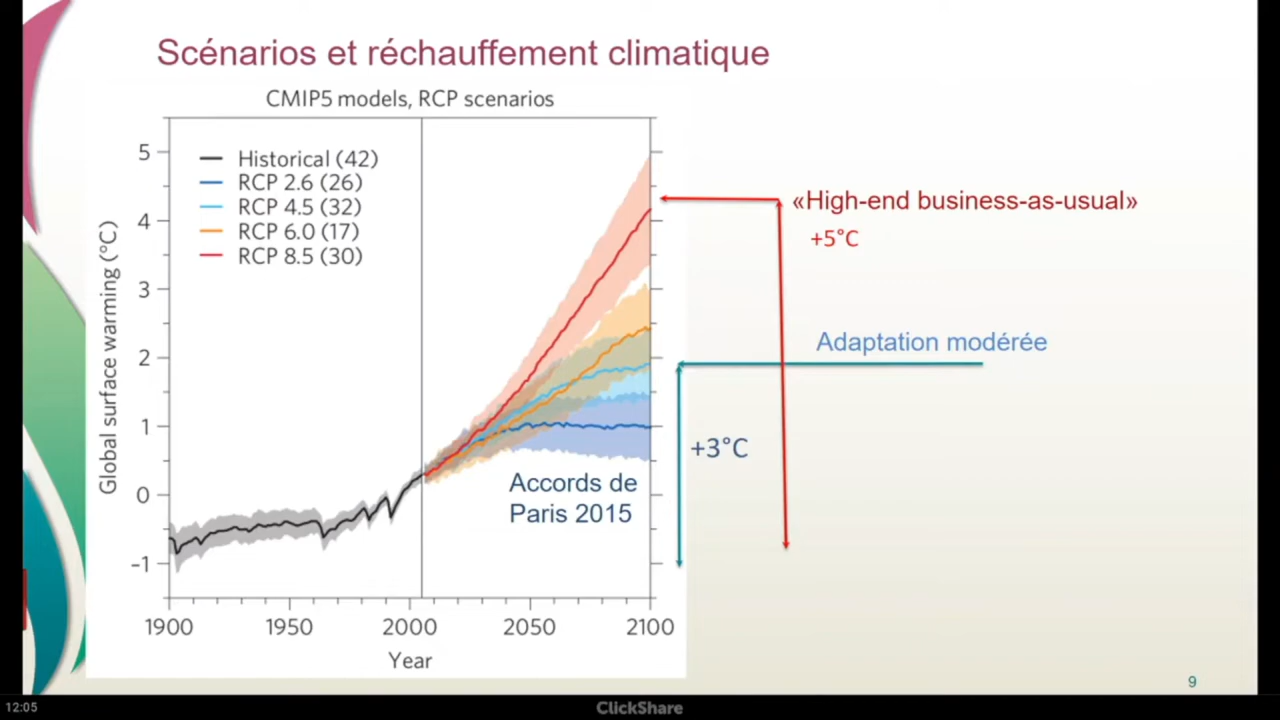 Scénarios et réchauffement climatique
CMIP5 models, RCP scenarios
Historical (42)
RCP 2.6 (26)
RCP 4.5 (32)
RCP 6.0 (17)
RCP 8.5 (30)
Global surface warming (°C)
5
4
3
2
1
0
-1
1900
1950
2000
2050
2100
Year
Accords de
Paris 2015
«High-end business-as-usual»
+5°C
Adaptation modérée
+3°C
9
12:05
ClickShare